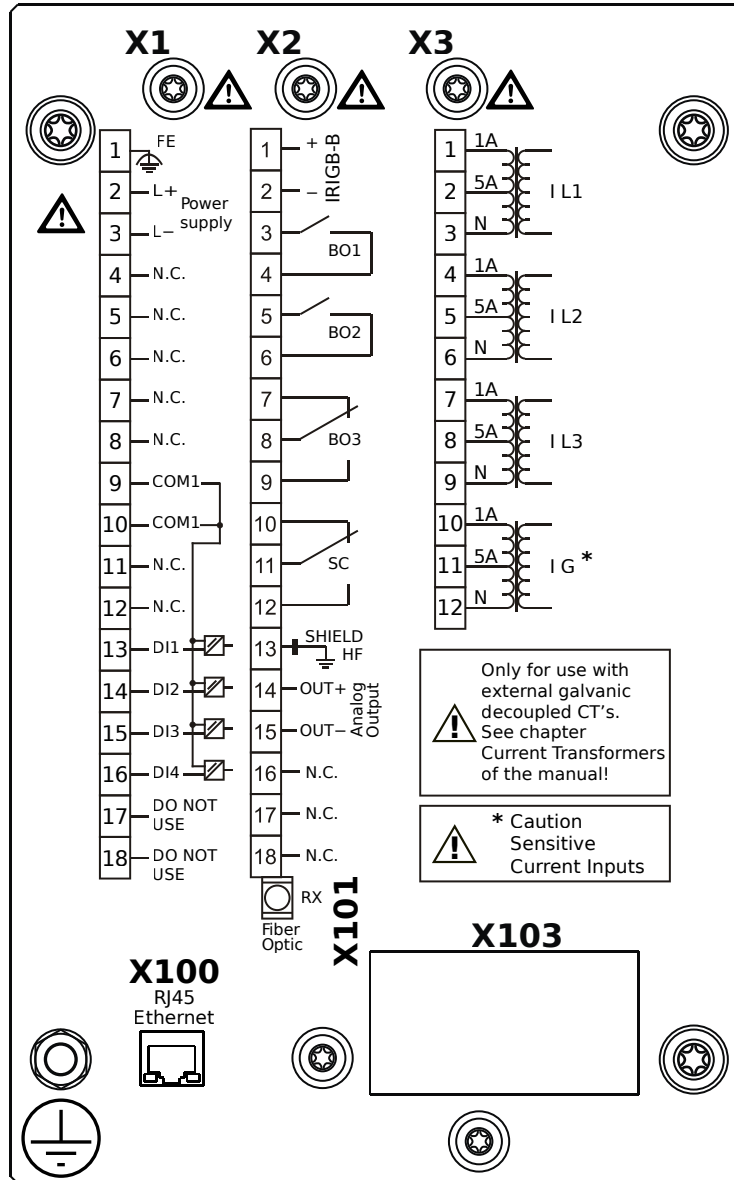 X1
X2
X3
1 FE
2 L+
Power
supply
3 L−
4 N.C.
5 N.C.
6 N.C.
7 N.C.
8 N.C.
9 COM1
10 COM1
11 N.C.
12 N.C.
13 DI1
14 DI2
15 DI3
16 DI4
17 DO NOT
USE
18 DO NOT
USE
1 +
2 −
IRIGB-B
3
BO1
4
5
BO2
6
7
8 BO3
9
10
11 SC
12
13 SHIELD
HF
14 OUT+
15 OUT−
Analog
Output
16 N.C.
17 N.C.
18 N.C.
RX
Fiber
Optic
X101
1 1A
2 5A I L1
3 N
4 1A
5 5A I L2
6 N
7 1A
8 5A I L3
9 N
10 1A
11 5A I G *
12 N
Only for use with
external galvanic
decoupled CT's.
See chapter
Current Transformers
of the manual!
* Caution
Sensitive
Current Inputs
X100
RJ45
Ethernet
X103